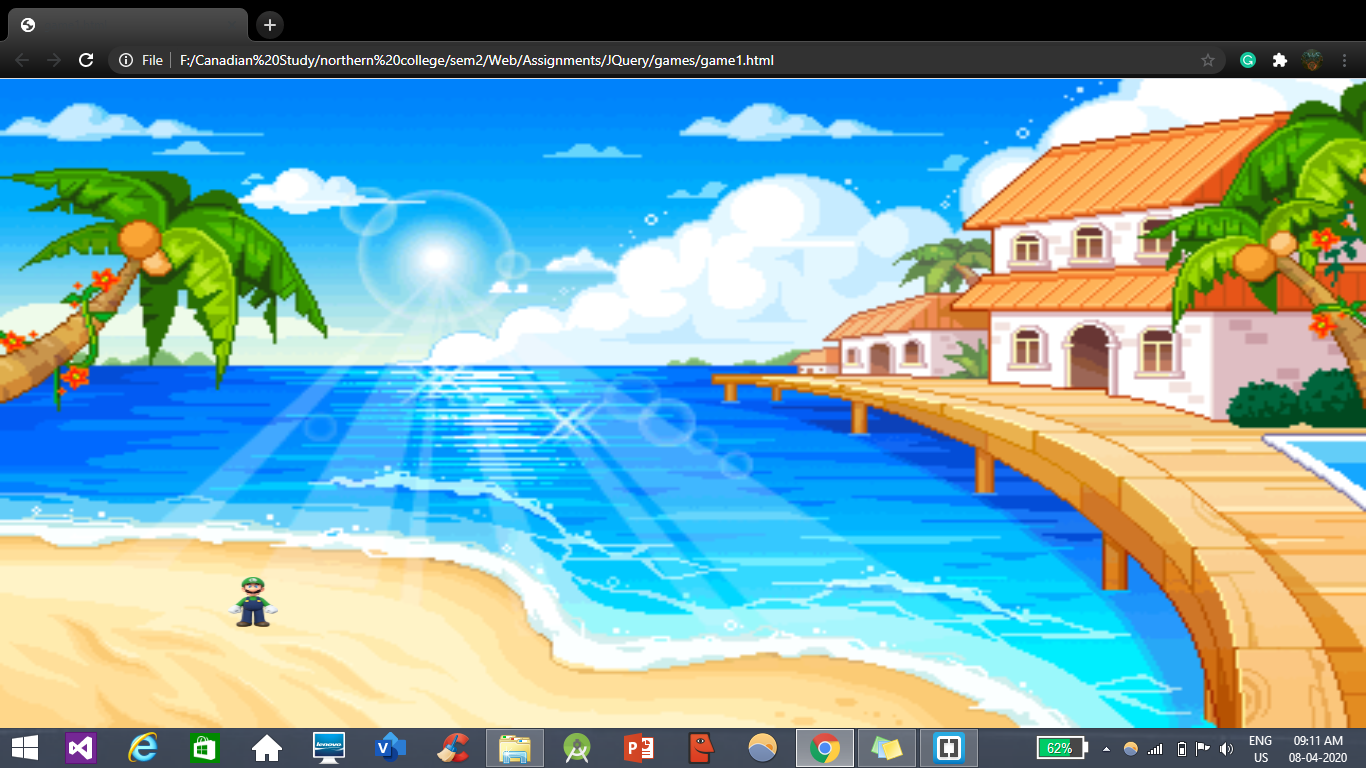 File F:/Canadian%20Study/northern%20college/sem2/Web/Assignments/JQuery/games/game1.html
lenovo
62%
ENG
US
09:11 AM
08-04-2020